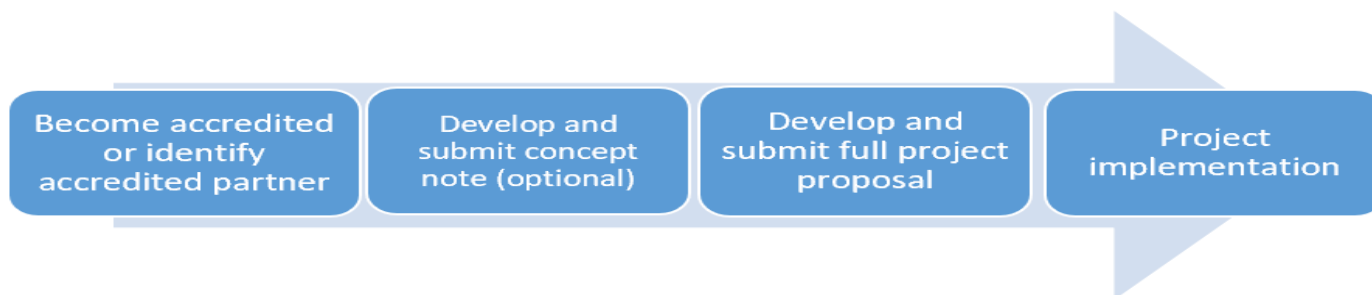 Become accredited
or identify
accredited partner
Develop and
submit concept
note (optional)
Develop and
submit full project
proposal
Project
implementation